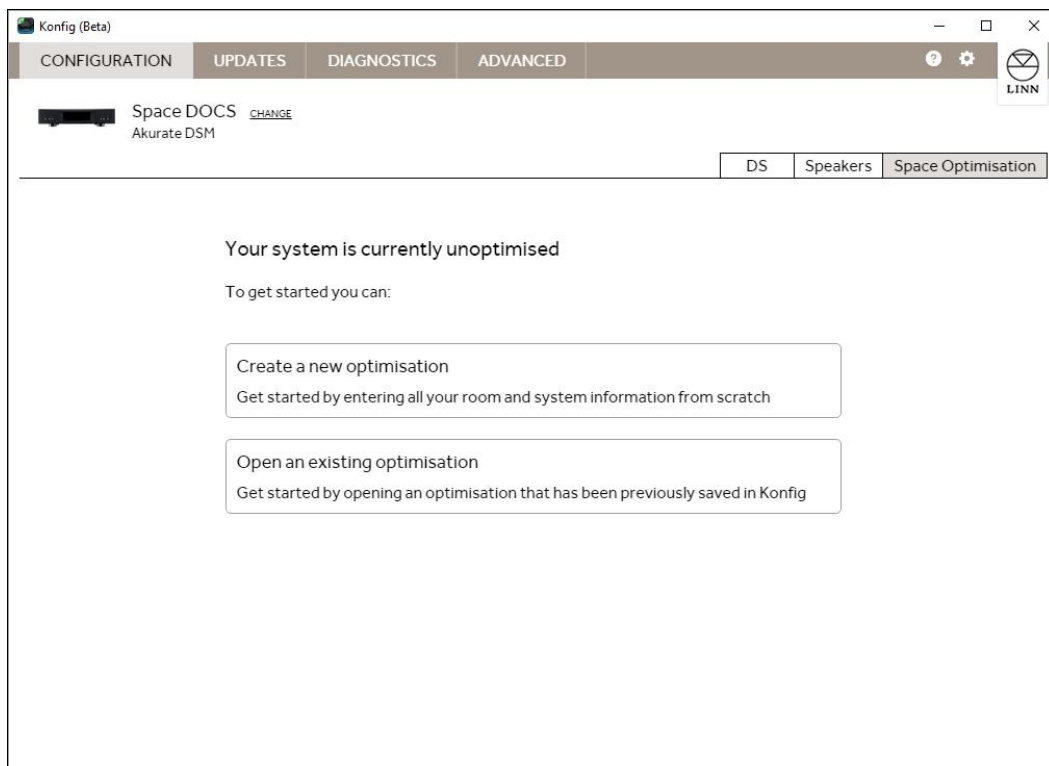 Konfig (Beta)
CONFIGURATION UPDATES DIAGNOSTICS ADVANCED ?
LINN
Space DOCS CHANGE
Akurate DSM
DS Speakers Space Optimisation
Your system is currently unoptimised
To get started you can:
Create a new optimisation
Get started by entering all your room and system information from scratch
Open an existing optimisation
Get started by opening an optimisation that has been previously saved in Konfig